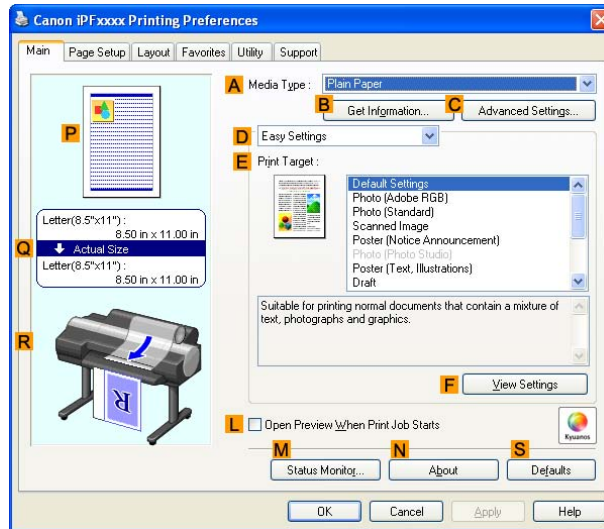 Canon iPFxxxx Printing Preferences
Main Page Setup Layout Favorites Utility Support
A Media Type : Plain Paper
B C
Get Information... Advanced Settings...
D Easy Settings
E Print Target :
P
Default Settings
Photo (Adobe RGB)
Photo (Standard)
Scanned Image
Poster (Notice Announcement)
Photo (Photo Studio)
Poster (Text, Illustrations)
Draft
Letter(8.5"x11") :
8.50 in x 11.00 in
Q Actual Size
Letter(8.5"x11") :
8.50 in x 11.00 in
Suitable for printing normal documents that contain a mixture of
text, photographs and graphics.
R
R
F View Settings
L Open Preview When Print Job Starts
Kyuanos
M N S
Status Monitor... About Defaults
OK Cancel Apply Help